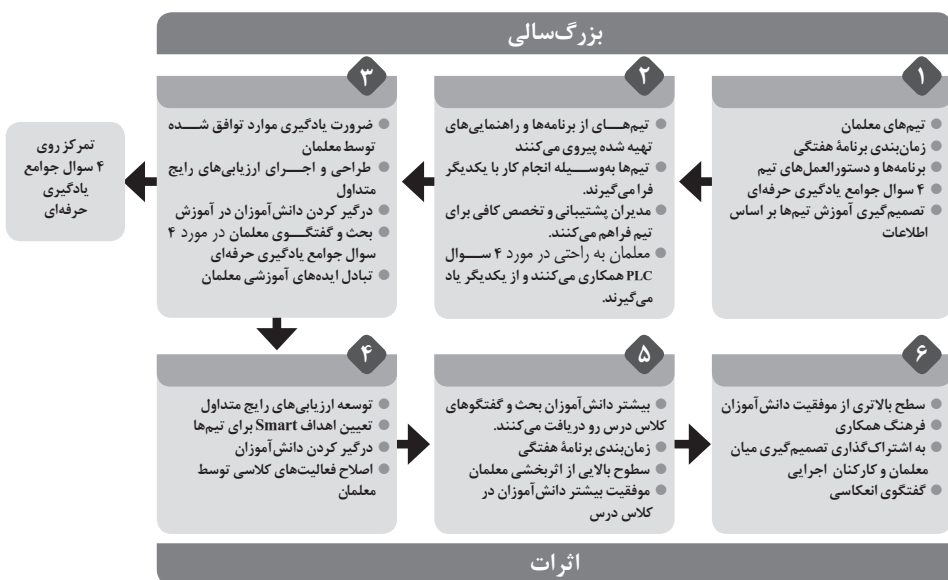 بزرگ‌سالی
۱
تیم‌های معلمان
زمان‌بندی برنامهٔ هفتگی
برنامه‌ها و دستورالعمل‌های تیم
۴ سوال جوامع یادگیری حرفه‌ای
تصمیم‌گیری آموزش تیم‌ها بر اساس
اطلاعات
۲
تیم‌هــای از برنامه‌ها و راهنمایی‌های
تهیه شده پیروی می‌کنند
تیم‌ها به‌وســیله انجام کار با یکدیگر
فرا می‌گیرند.
مدیران پشتیبانی و تخصص کافی برای
تیم فراهم می‌کنند.
معلمان به راحتی در مورد ۴ ســوال
PLC همکاری می‌کنند و از یکدیگر یاد
می‌گیرند.
۳
ضرورت یادگیری موارد توافق شــده
توسط معلمان
طراحی و اجــرای ارزیابی‌های رایج
متداول
درگیر کردن دانش‌آموزان در آموزش
بحث و گفتگــوی معلمان در مورد ۴
سوال جوامع یادگیری حرفه‌ای
تبادل ایده‌های آموزشی معلمان
تمرکز روی
۴ سوال جوامع
یادگیری
حرفه‌ای
۴
توسعه ارزیابی‌های رایج متداول
تعیین اهداف Smart برای تیم‌ها
درگیر کردن دانش‌آموزان
اصلاح فعالیت‌های کلاسی توسط
معلمان
۵
بیشتر دانش‌آموزان بحث و گفتگوهای
کلاس درس رو دریافت می‌کنند.
زمان‌بندی برنامهٔ هفتگی
سطوح بالایی از اثربخشی معلمان
موفقیت بیشتر دانش‌آموزان در
کلاس درس
۶
سطح بالاتری از موفقیت دانش‌آموزان
فرهنگ همکاری
به اشتراک‌گذاری تصمیم‌گیری میان
معلمان و کارکنان اجرایی
گفتگوی انعکاسی
اثرات